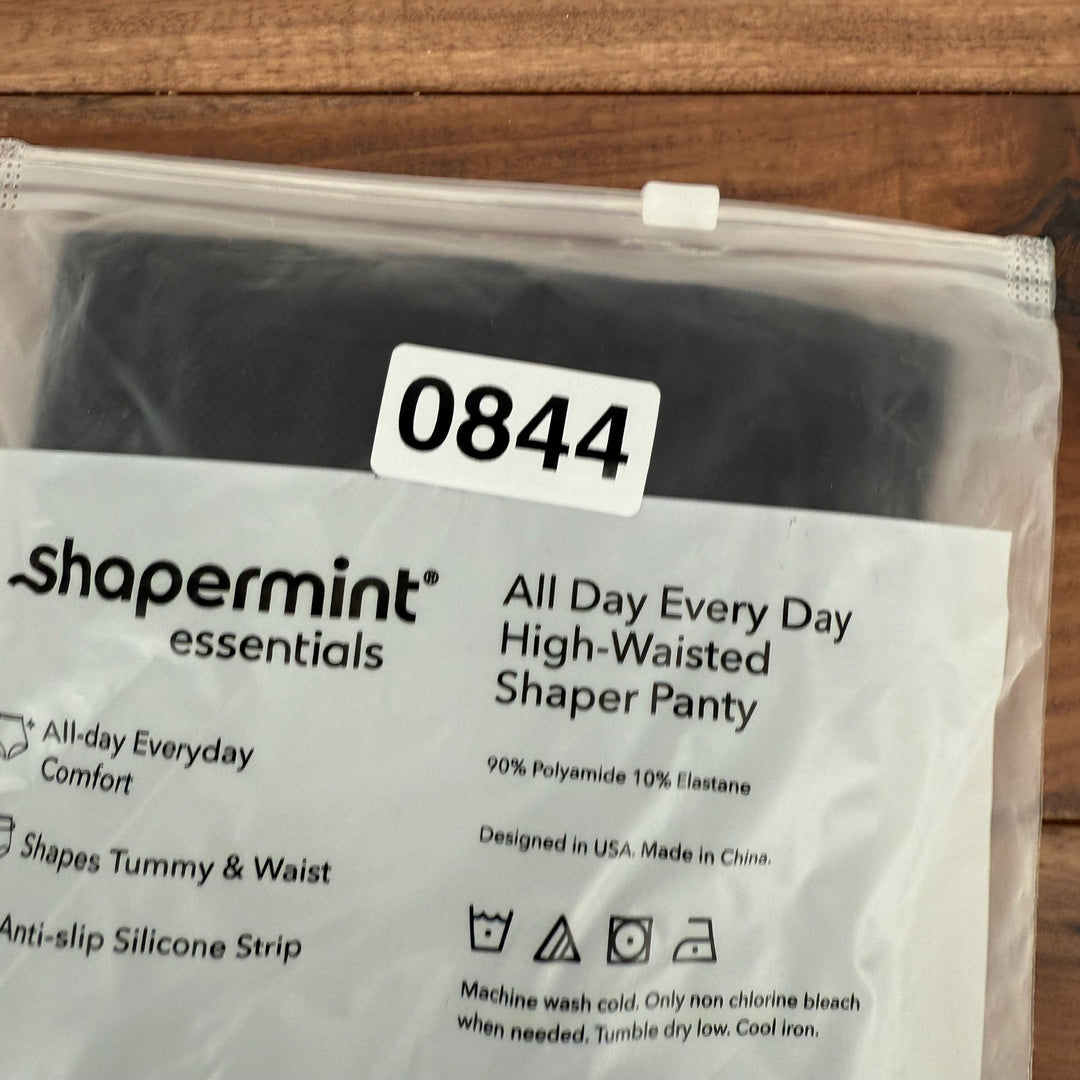 0844
shapermint®
essentials
All-day Everyday
Comfort
Shapes Tummy & Waist
Anti-slip Silicone Strip
All Day Every Day
High-Waisted
Shaper Panty
90% Polyamide 10% Elastane
Designed in USA. Made in China.
Machine wash cold. Only non chlorine bleach
when needed. Tumble dry low. Cool iron.